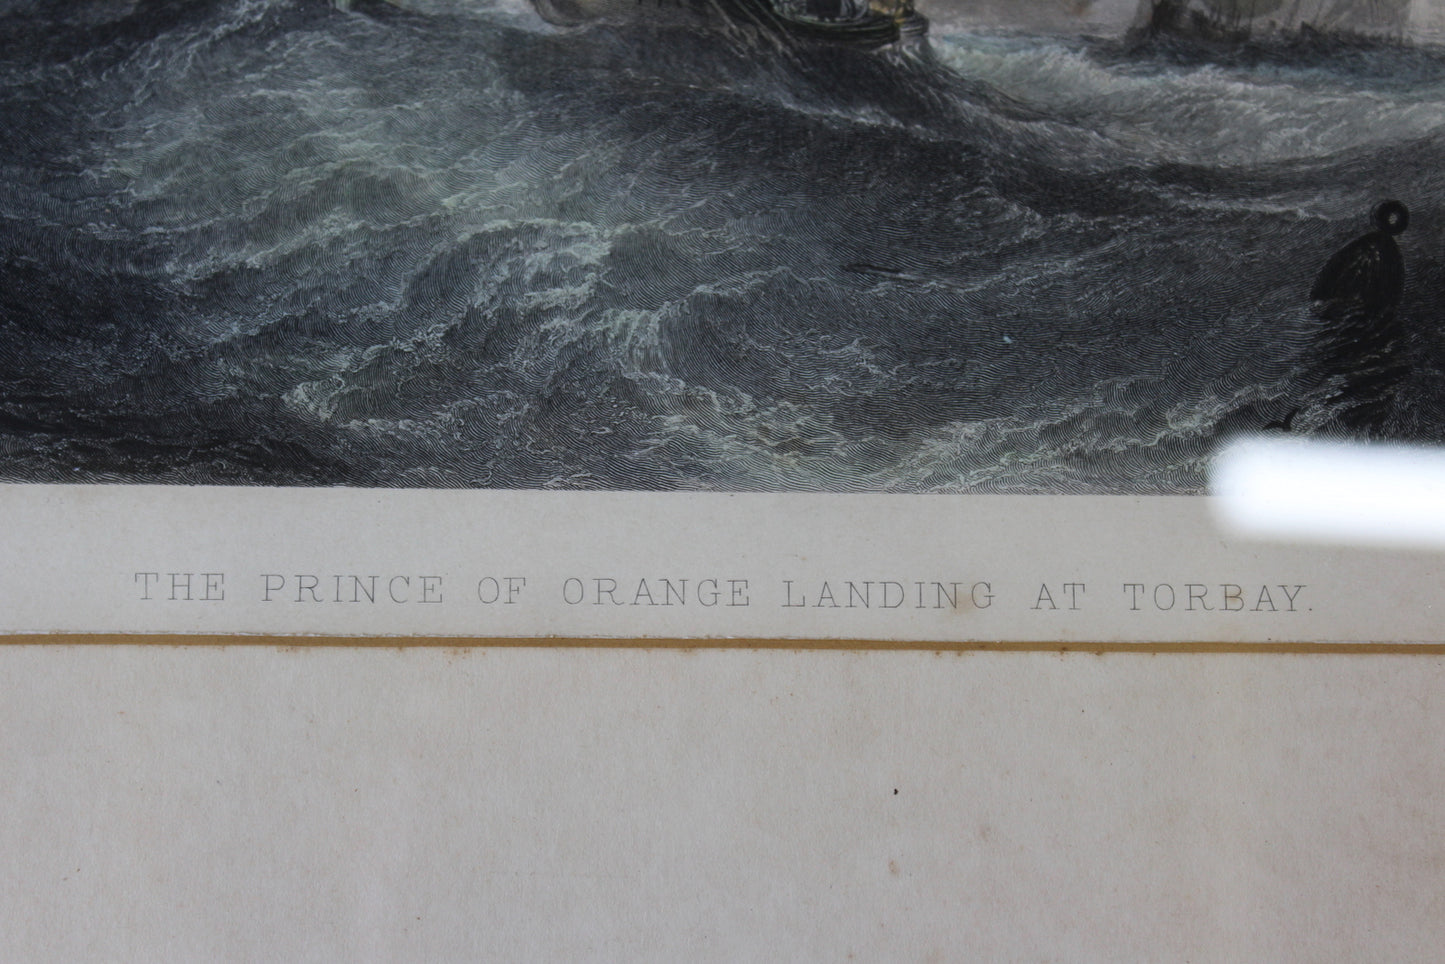 THE PRINCE OF ORANGE LANDING AT TORBAY.